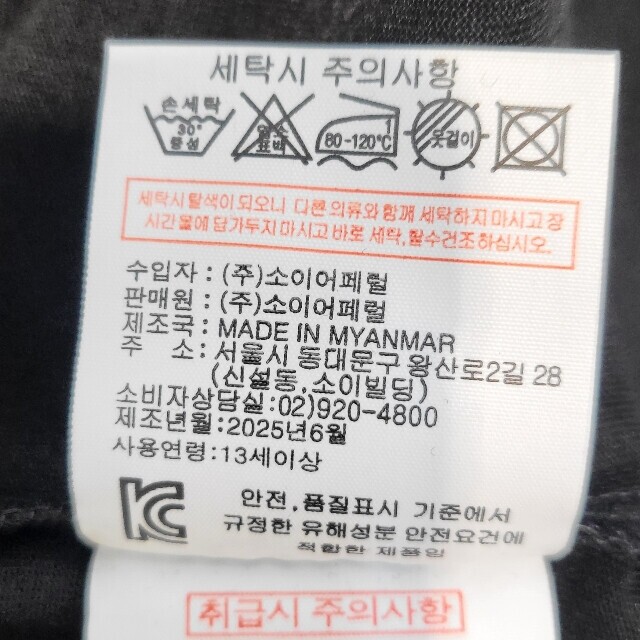 세탁시 주의사항
손세탁
30°
중성
염소
표백
80-120°C
옷걸이
세탁시 탈색이 되오니 다른 의류와 함께 세탁하지 마시고 장
시간 물에 담가두지 마시고 바로 세탁, 탈수건조하십시오.
수입자 : (주)소이어페럴
판매원 : (주)소이어페럴
제조국 : MADE IN MYANMAR
주 소 : 서울시 동대문구 왕산로2길 28
(신설동, 소이빌딩)
소비자상담실:02)920-4800
제조년월:2025년6월
사용연령:13세이상
안전,품질표시 기준에서
규정한 유해성분 안전요건에
적합한 제품임
취급시 주의사항